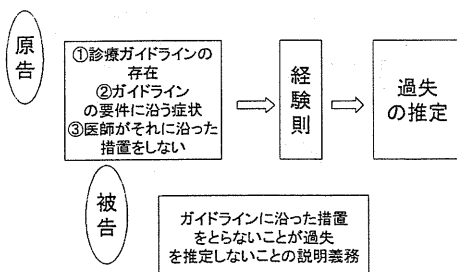 原告
①診療ガイドラインの
存在
②ガイドライン
の要件に沿う症状
③医師がそれに沿った
措置をしない
経験則
過失
の推定
被告
ガイドラインに沿った措置
をとらないことが過失
を推定しないことの説明義務